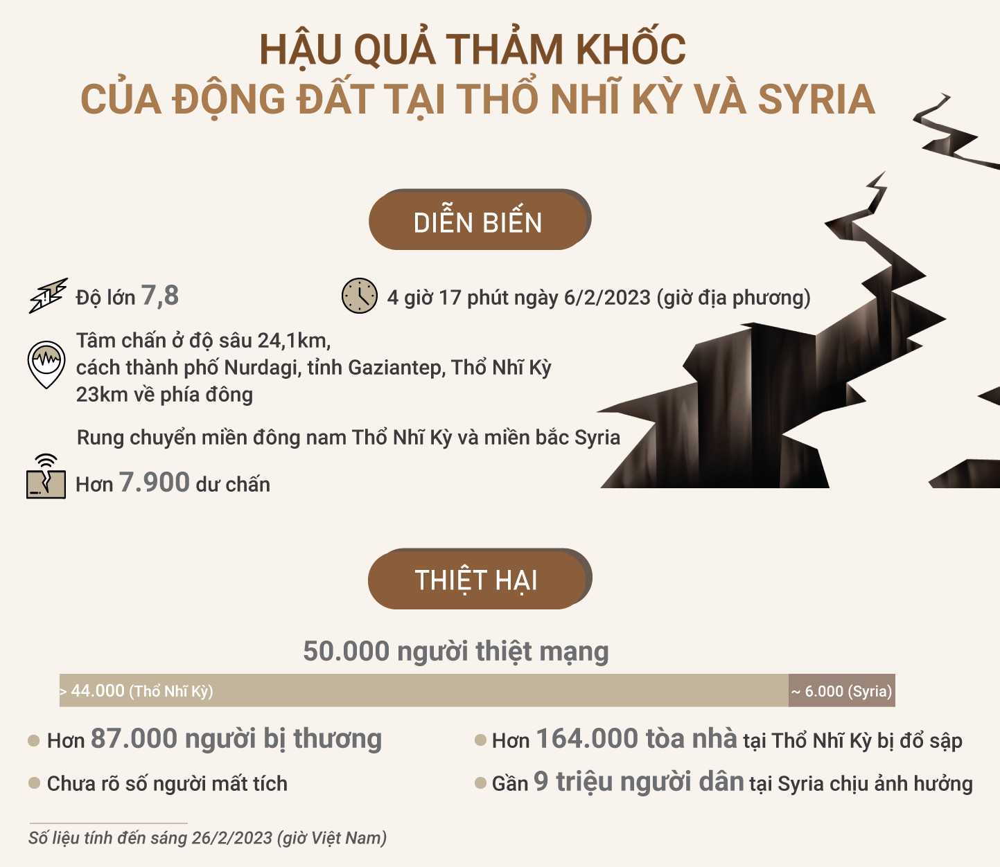 HẬU QUẢ THẢM KHỐC
CỦA ĐỘNG ĐẤT TẠI THỔ NHĨ KỲ VÀ SYRIA
DIỄN BIẾN
Độ lớn 7,8
4 giờ 17 phút ngày 6/2/2023 (giờ địa phương)
Tâm chấn ở độ sâu 24,1km,
cách thành phố Nurdagi, tỉnh Gaziantep, Thổ Nhĩ Kỳ
23km về phía đông
Rung chuyển miền đông nam Thổ Nhĩ Kỳ và miền bắc Syria
Hơn 7.900 dư chấn
THIỆT HẠI
50.000 người thiệt mạng
> 44.000 (Thổ Nhĩ Kỳ)
~ 6.000 (Syria)
Hơn 87.000 người bị thương
Hơn 164.000 tòa nhà tại Thổ Nhĩ Kỳ bị đổ sập
Chưa rõ số người mất tích
Gần 9 triệu người dân tại Syria chịu ảnh hưởng
Số liệu tính đến sáng 26/2/2023 (giờ Việt Nam)